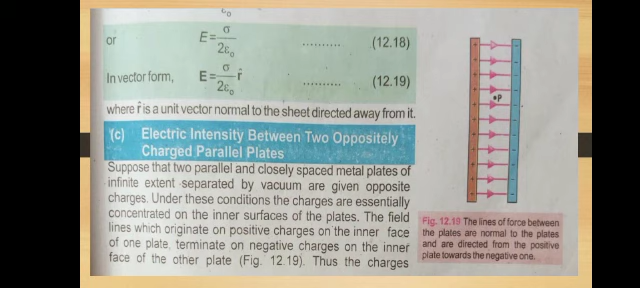 ε₀
or E= σ/2ε₀ .......... (12.18)
In vector form, E= σ/2ε₀ r̂ .......... (12.19)
where r̂ is a unit vector normal to the sheet directed away from it.
(c) Electric Intensity Between Two Oppositely
Charged Parallel Plates
Suppose that two parallel and closely spaced metal plates of
infinite extent separated by vacuum are given opposite
charges. Under these conditions the charges are essentially
concentrated on the inner surfaces of the plates. The field
lines which originate on positive charges on the inner face
of one plate, terminate on negative charges on the inner
face of the other plate (Fig. 12.19). Thus the charges
P
Fig. 12.19 The lines of force between
the plates are normal to the plates
and are directed from the positive
plate towards the negative one.